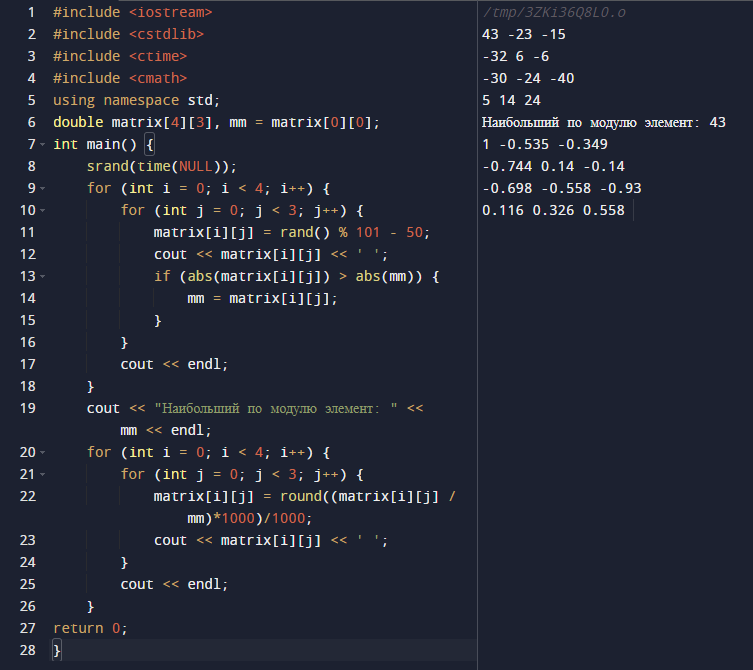 1 #include <iostream>
2 #include <cstdlib>
3 #include <ctime>
4 #include <cmath>
5 using namespace std;
6 double matrix[4][3], mm = matrix[0][0];
7 int main() {
8 srand(time(NULL));
9 for (int i = 0; i < 4; i++) {
10 for (int j = 0; j < 3; j++) {
11 matrix[i][j] = rand() % 101 - 50;
12 cout << matrix[i][j] << ' ';
13 if (abs(matrix[i][j]) > abs(mm)) {
14 mm = matrix[i][j];
15 }
16 }
17 cout << endl;
18 }
19 cout << "Наибольший по модулю элемент: " <<
mm << endl;
20 for (int i = 0; i < 4; i++) {
21 for (int j = 0; j < 3; j++) {
22 matrix[i][j] = round((matrix[i][j] /
mm)*1000)/1000;
23 cout << matrix[i][j] << ' ';
24 }
25 cout << endl;
26 }
27 return 0;
28 }
/tmp/3ZKi36Q8L0.o
43 -23 -15
-32 6 -6
-30 -24 -40
5 14 24
Наибольший по модулю элемент: 43
1 -0.535 -0.349
-0.744 0.14 -0.14
-0.698 -0.558 -0.93
0.116 0.326 0.558